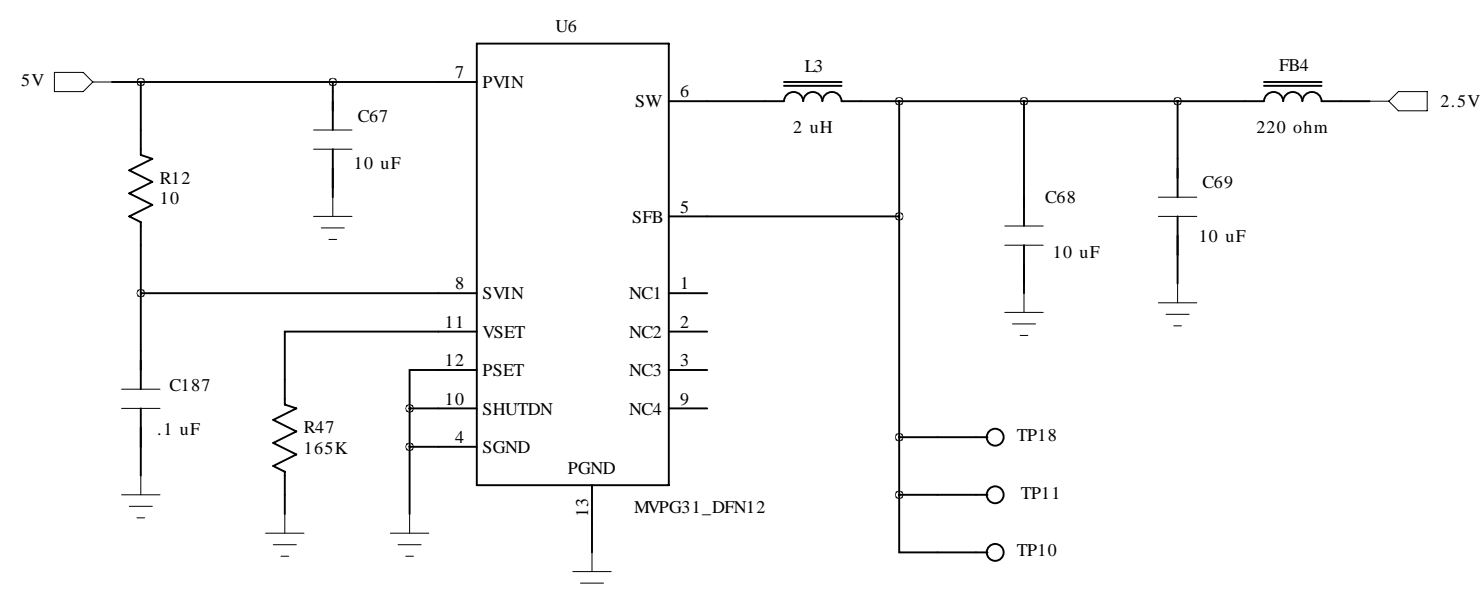 U6
5V
7
PVIN
C67
10 uF
R12
10
SW
6
L3
2 uH
FB4
220 ohm
2.5V
SFB
5
C68
10 uF
C69
10 uF
8
SVIN
NC1
1
11
VSET
NC2
2
12
PSET
NC3
3
10
SHUTDN
NC4
9
4
SGND
C187
.1 uF
R47
165K
PGND
13
MVPG31_DFN12
TP18
TP11
TP10